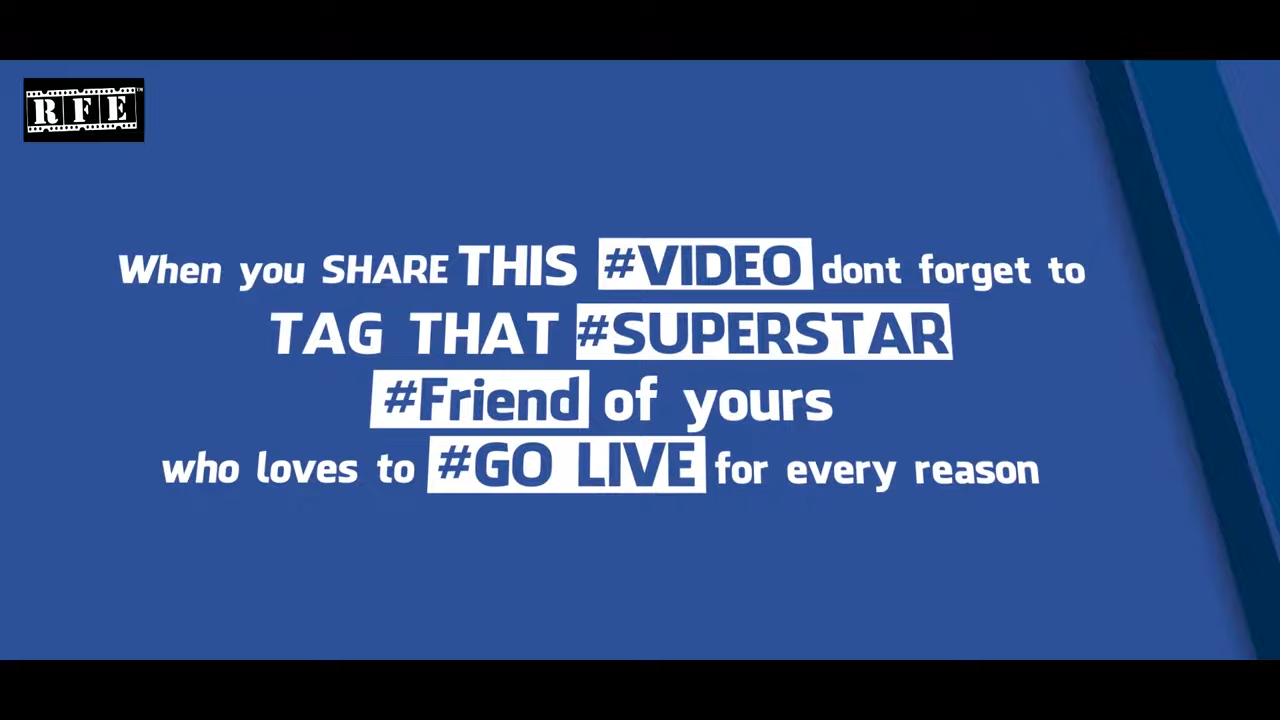 RFE™
When you SHARE THIS #VIDEO dont forget to
TAG THAT #SUPERSTAR
#Friend of yours
who loves to #GO LIVE for every reason